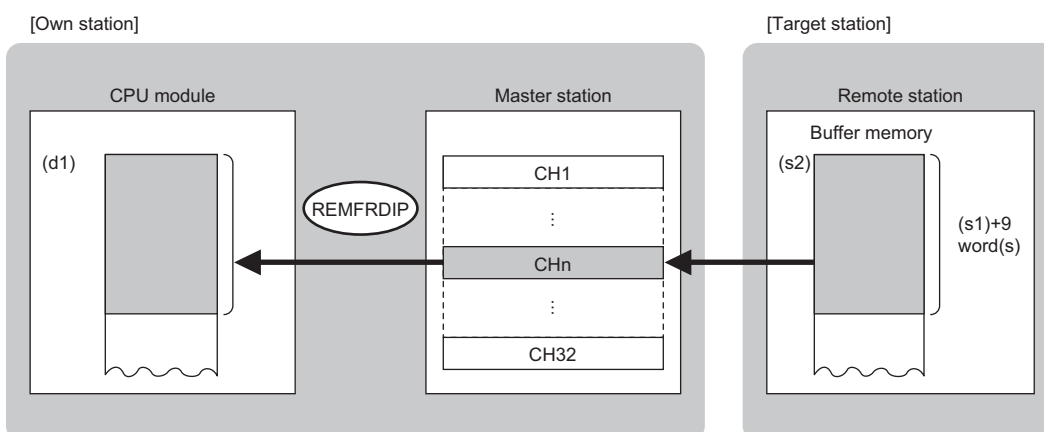 [Own station]
[Target station]
CPU module
Master station
Remote station
Buffer memory
(d1)
(s2)
CH1
REMFRDIP
⋮
(s1)+9
word(s)
CHn
⋮
CH32